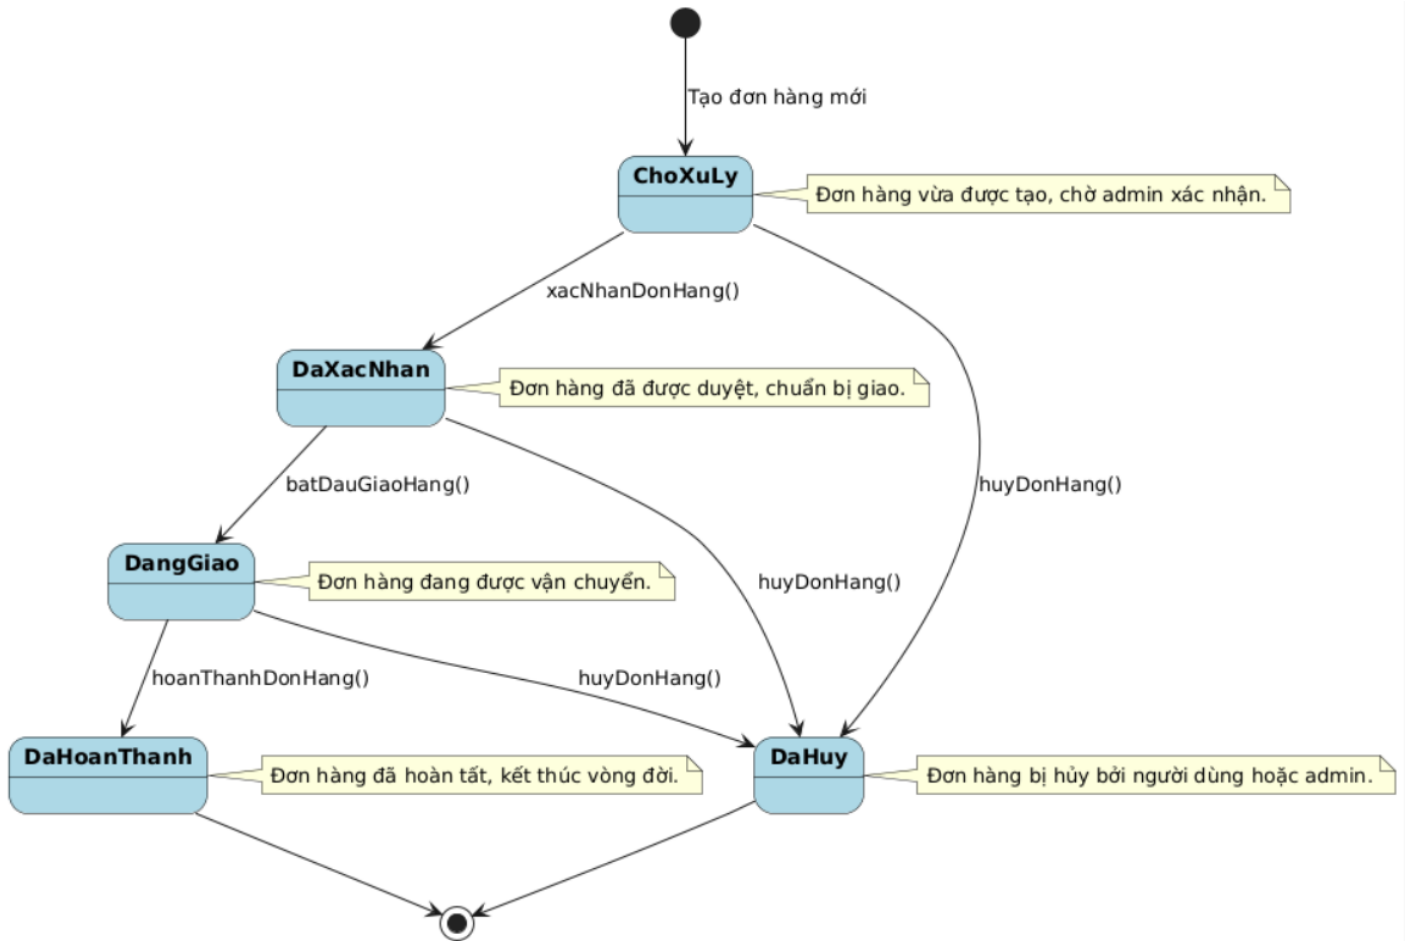 Tạo đơn hàng mới
ChoXuLy
Đơn hàng vừa được tạo, chờ admin xác nhận.
xacNhanDonHang()
DaXacNhan
Đơn hàng đã được duyệt, chuẩn bị giao.
batDauGiaoHang()
huyDonHang()
DangGiao
Đơn hàng đang được vận chuyển.
huyDonHang()
hoanThanhDonHang()
huyDonHang()
DaHoanThanh
Đơn hàng đã hoàn tất, kết thúc vòng đời.
DaHuy
Đơn hàng bị hủy bởi người dùng hoặc admin.